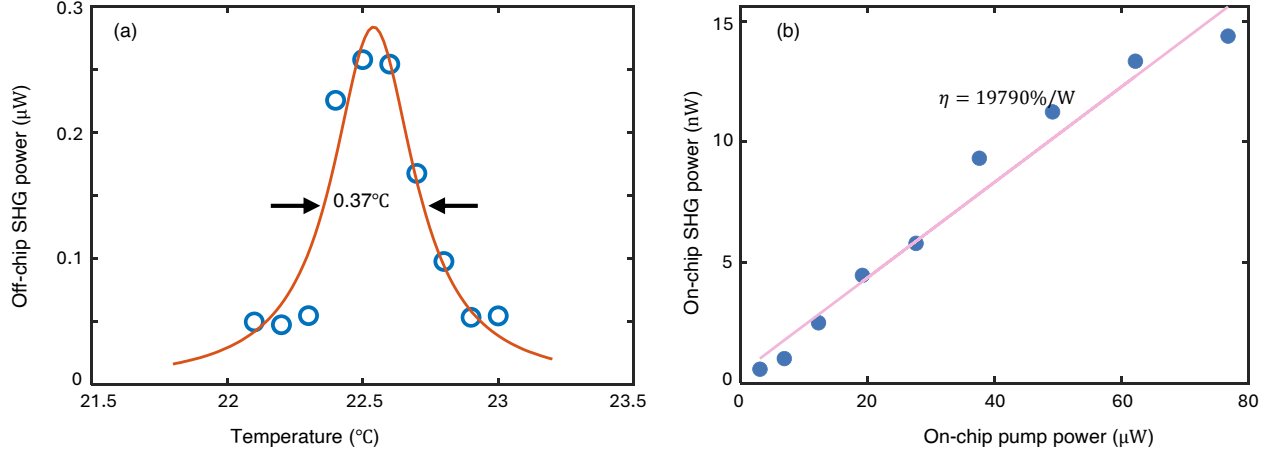 (a)
Off-chip SHG power (μW)
0.3
0.2
0.1
0
0.37℃
21.5 22 22.5 23 23.5
Temperature (℃)
(b)
On-chip SHG power (nW)
15
10
5
0
η = 19790%/W
0 20 40 60 80
On-chip pump power (μW)